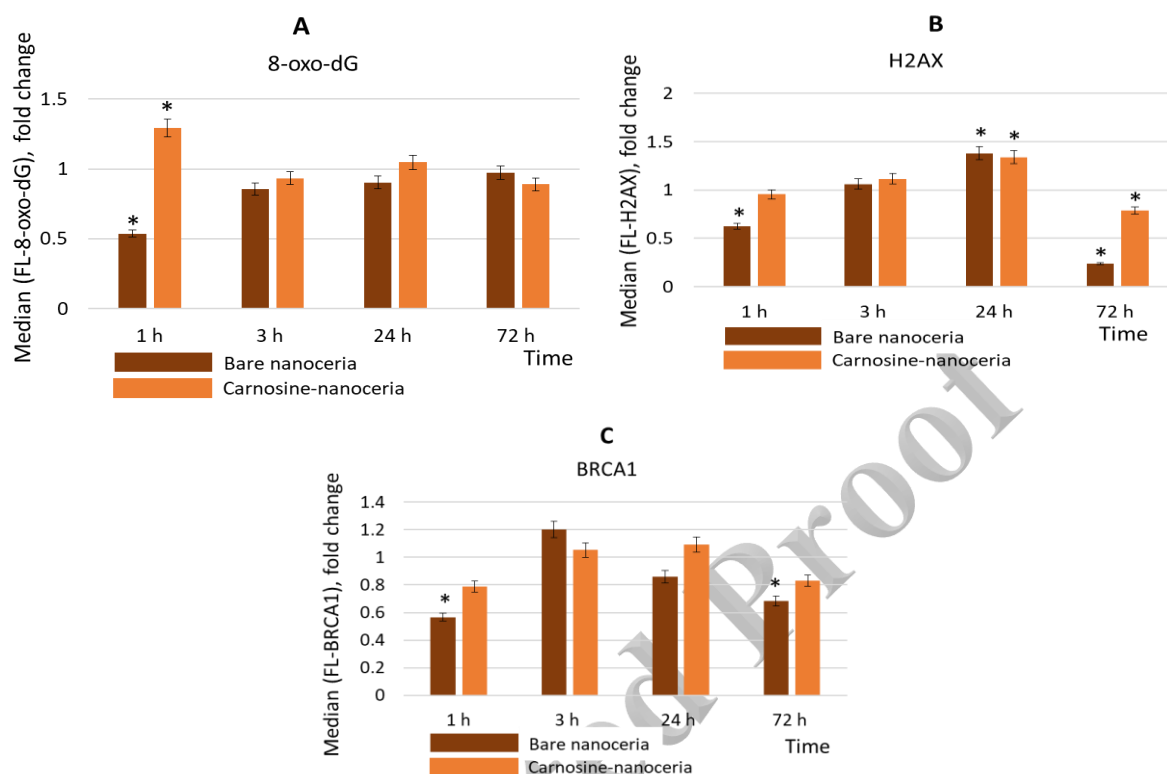 A
8-oxo-dG
Median (FL-8-oxo-dG), fold change
1.5
1
0.5
0
*
*
1 h 3 h 24 h 72 h
Time
Bare nanoceria
Carnosine-nanoceria
B
H2AX
Median (FL-H2AX), fold change
2
1.5
1
0.5
0
*
* *
*
*
1 h 3 h 24 h 72 h
Time
Bare nanoceria
Carnosine-nanoceria
C
BRCA1
Median (FL-BRCA1), fold change
1.4
1.2
1
0.8
0.6
0.4
0.2
0
*
*
1 h 3 h 24 h 72 h
Time
Bare nanoceria
Carnosine-nanoceria
Proof